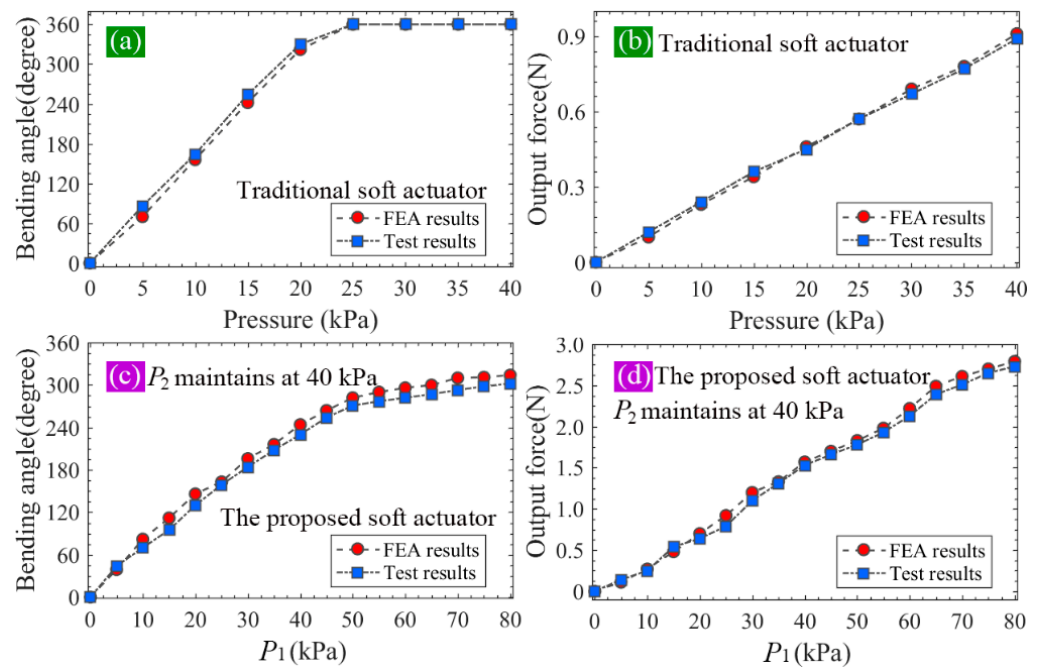 (a)
Bending angle(degree)
360
300
240
180
120
60
0
Traditional soft actuator
FEA results
Test results
0 5 10 15 20 25 30 35 40
Pressure (kPa)
(b) Traditional soft actuator
Output force(N)
0.9
0.6
0.3
0.0
FEA results
Test results
0 5 10 15 20 25 30 35 40
Pressure (kPa)
(c) P2 maintains at 40 kPa
Bending angle(degree)
360
300
240
180
120
60
0
The proposed soft actuator
FEA results
Test results
0 10 20 30 40 50 60 70 80
P1(kPa)
(d) The proposed soft actuator
P2 maintains at 40 kPa
Output force(N)
3.0
2.5
2.0
1.5
1.0
0.5
0.0
FEA results
Test results
0 10 20 30 40 50 60 70 80
P1(kPa)